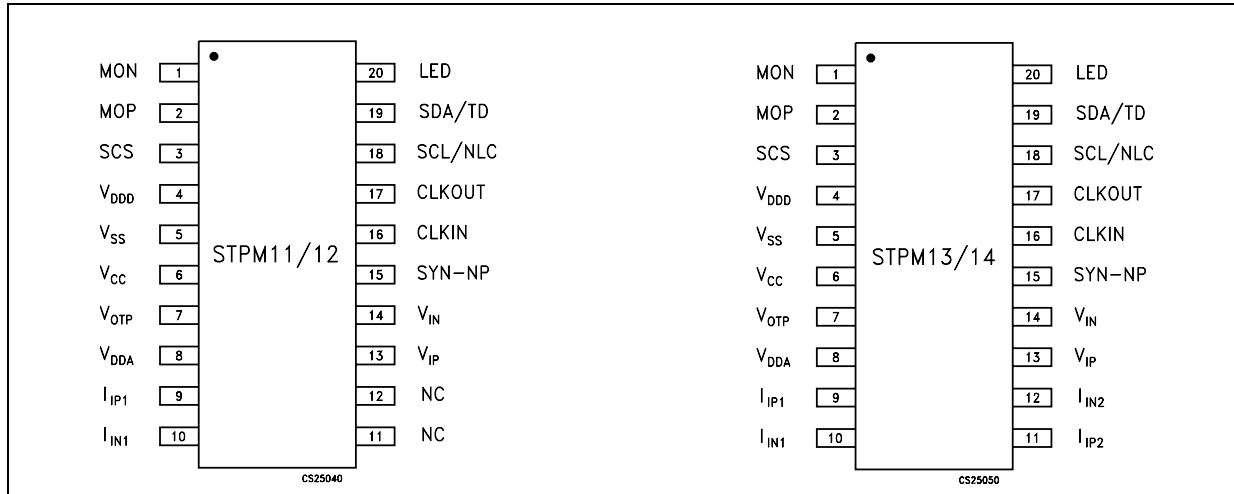 MON 1 20 LED
MOP 2 19 SDA/TD
SCS 3 18 SCL/NLC
VDDD 4 17 CLKOUT
VSS 5 16 CLKIN
STPM11/12
VCC 6 15 SYN-NP
VOTP 7 14 VIN
VDDA 8 13 VIP
IIP1 9 12 NC
IIN1 10 11 NC
CS25040
MON 1 20 LED
MOP 2 19 SDA/TD
SCS 3 18 SCL/NLC
VDDD 4 17 CLKOUT
VSS 5 16 CLKIN
STPM13/14
VCC 6 15 SYN-NP
VOTP 7 14 VIN
VDDA 8 13 VIP
IIP1 9 12 IIN2
IIN1 10 11 IIP2
CS25050